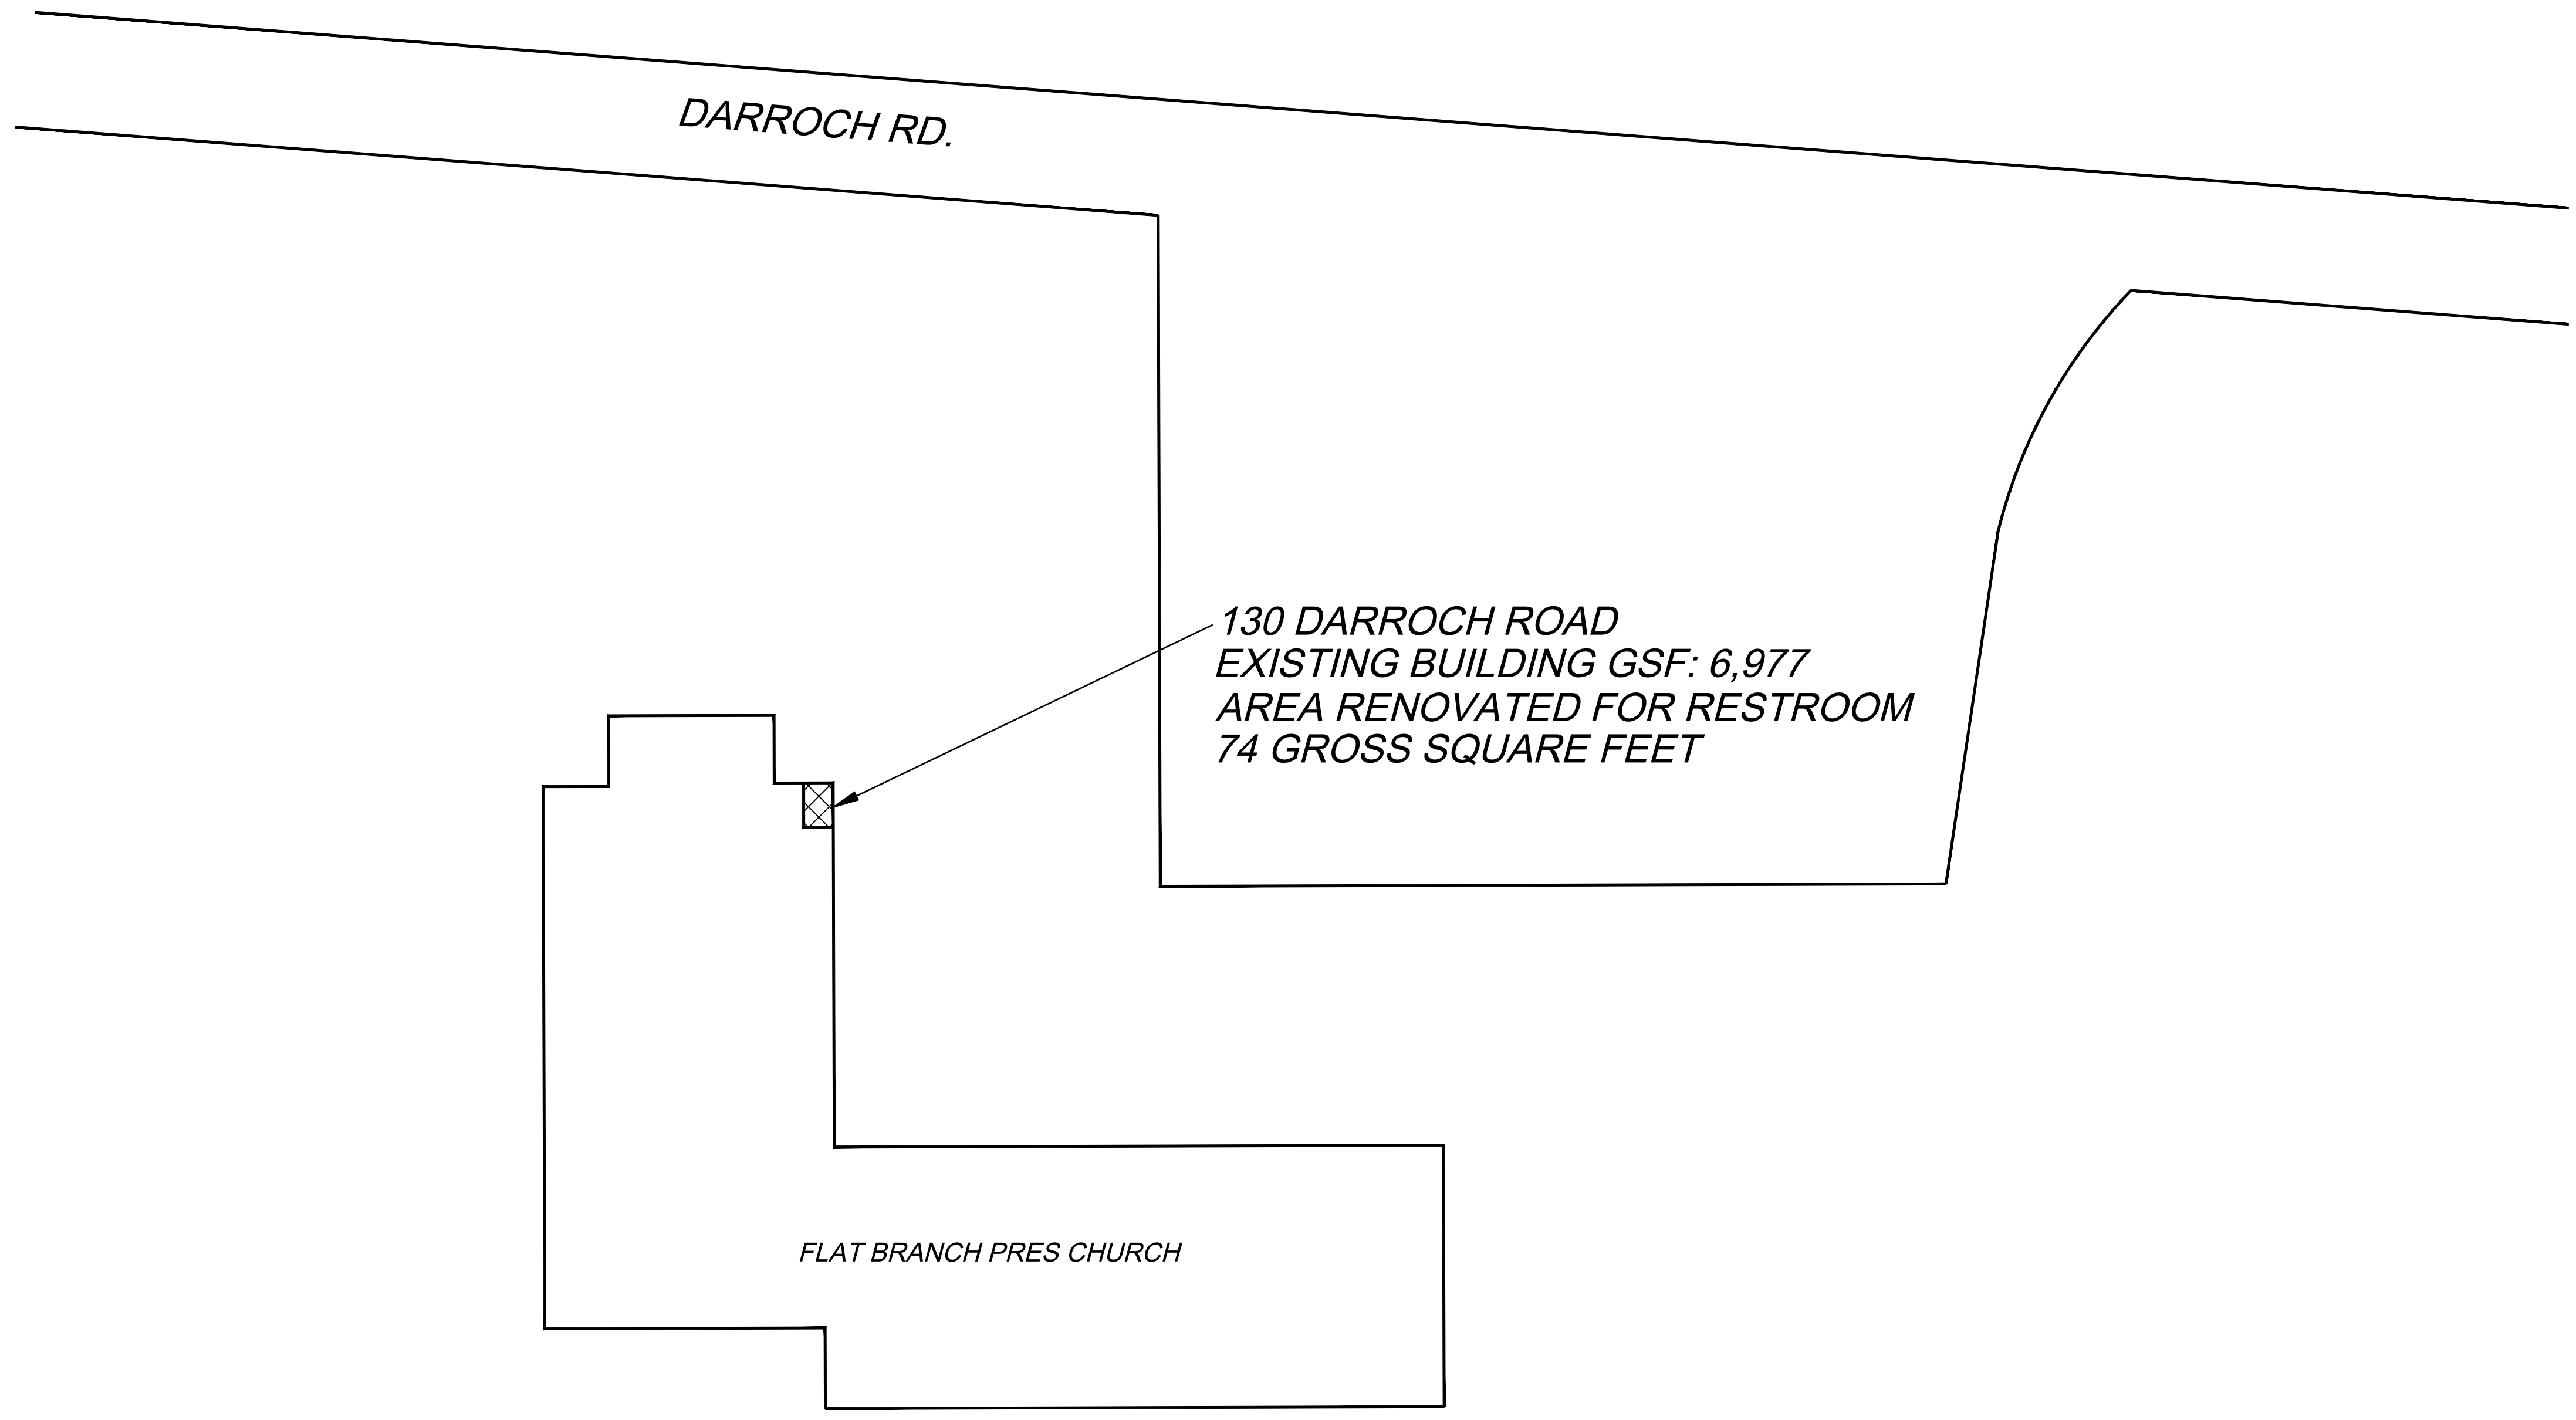 DARROCH RD.
130 DARROCH ROAD
EXISTING BUILDING GSF: 6,977
AREA RENOVATED FOR RESTROOM
74 GROSS SQUARE FEET
FLAT BRANCH PRES CHURCH